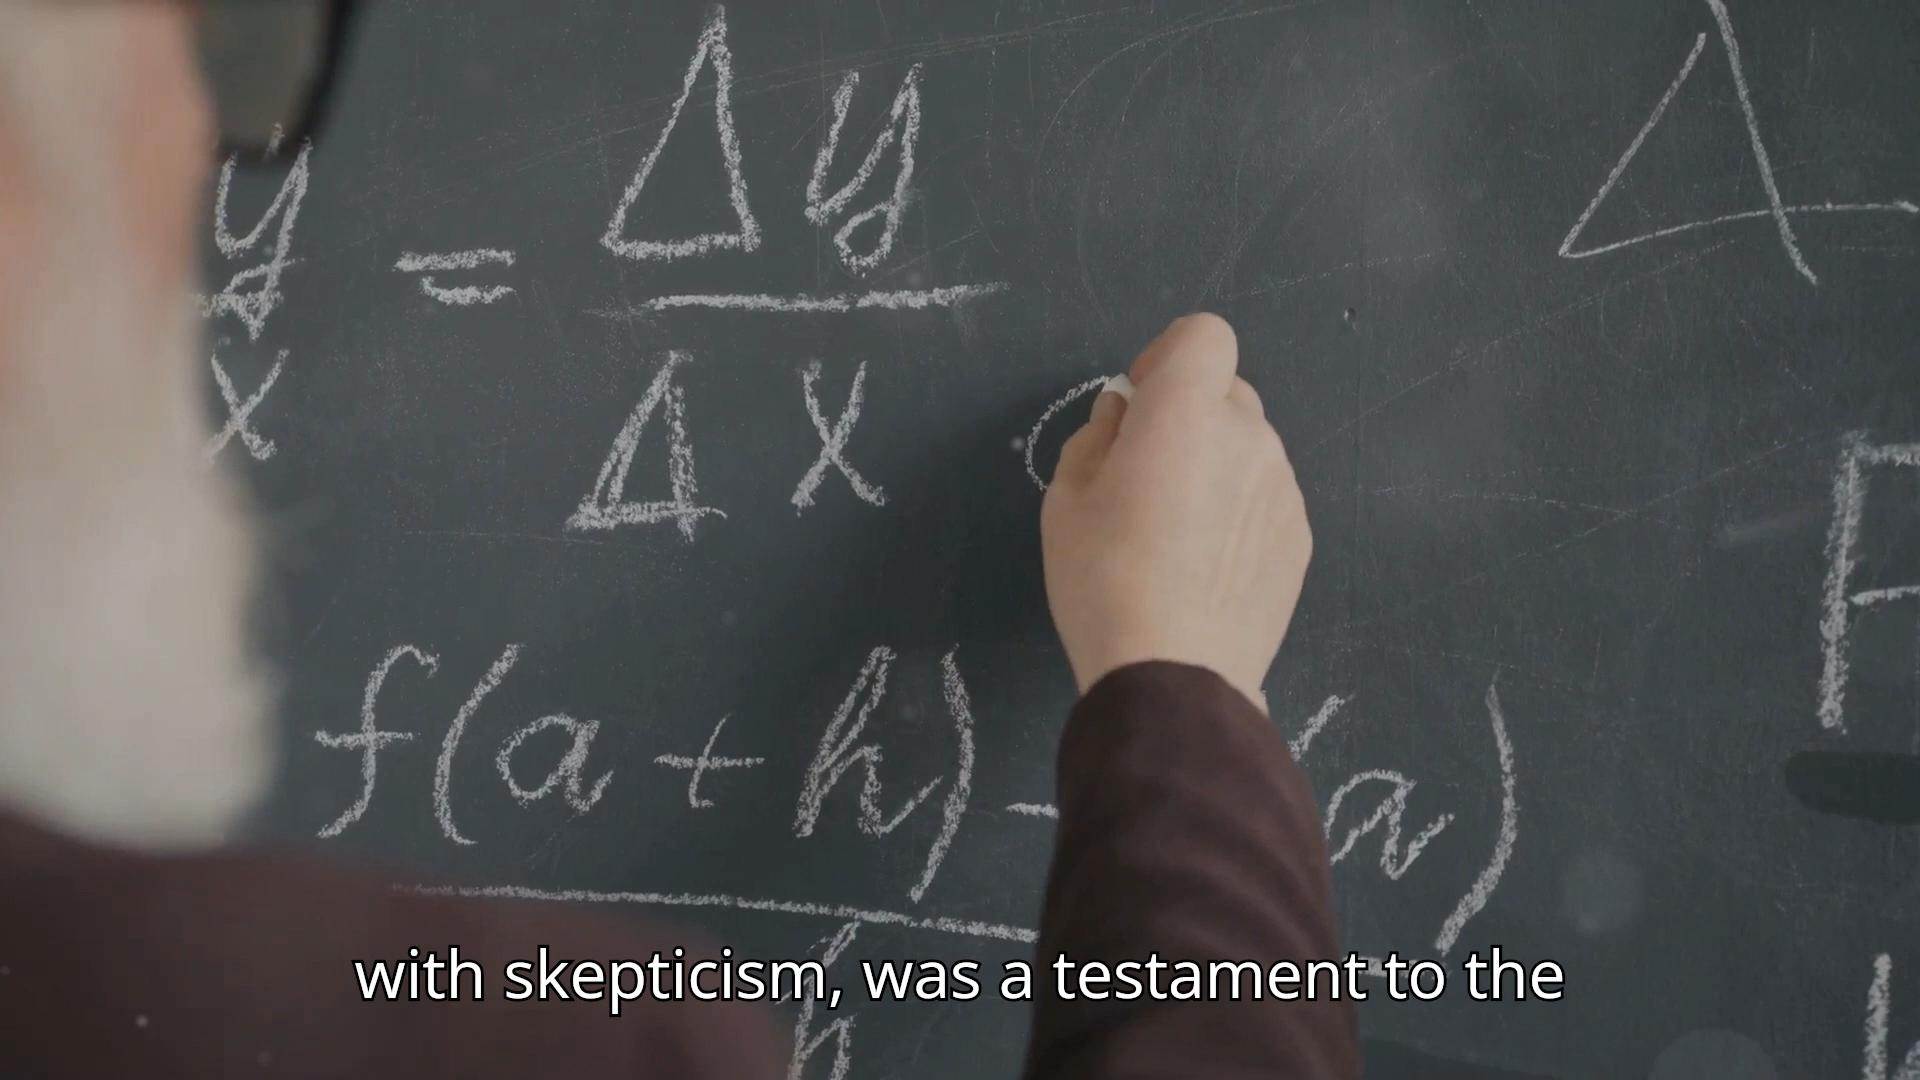 y/x = Δy/Δx
Δ
f(a+h) - (a)
h
F
with skepticism, was a testament to the